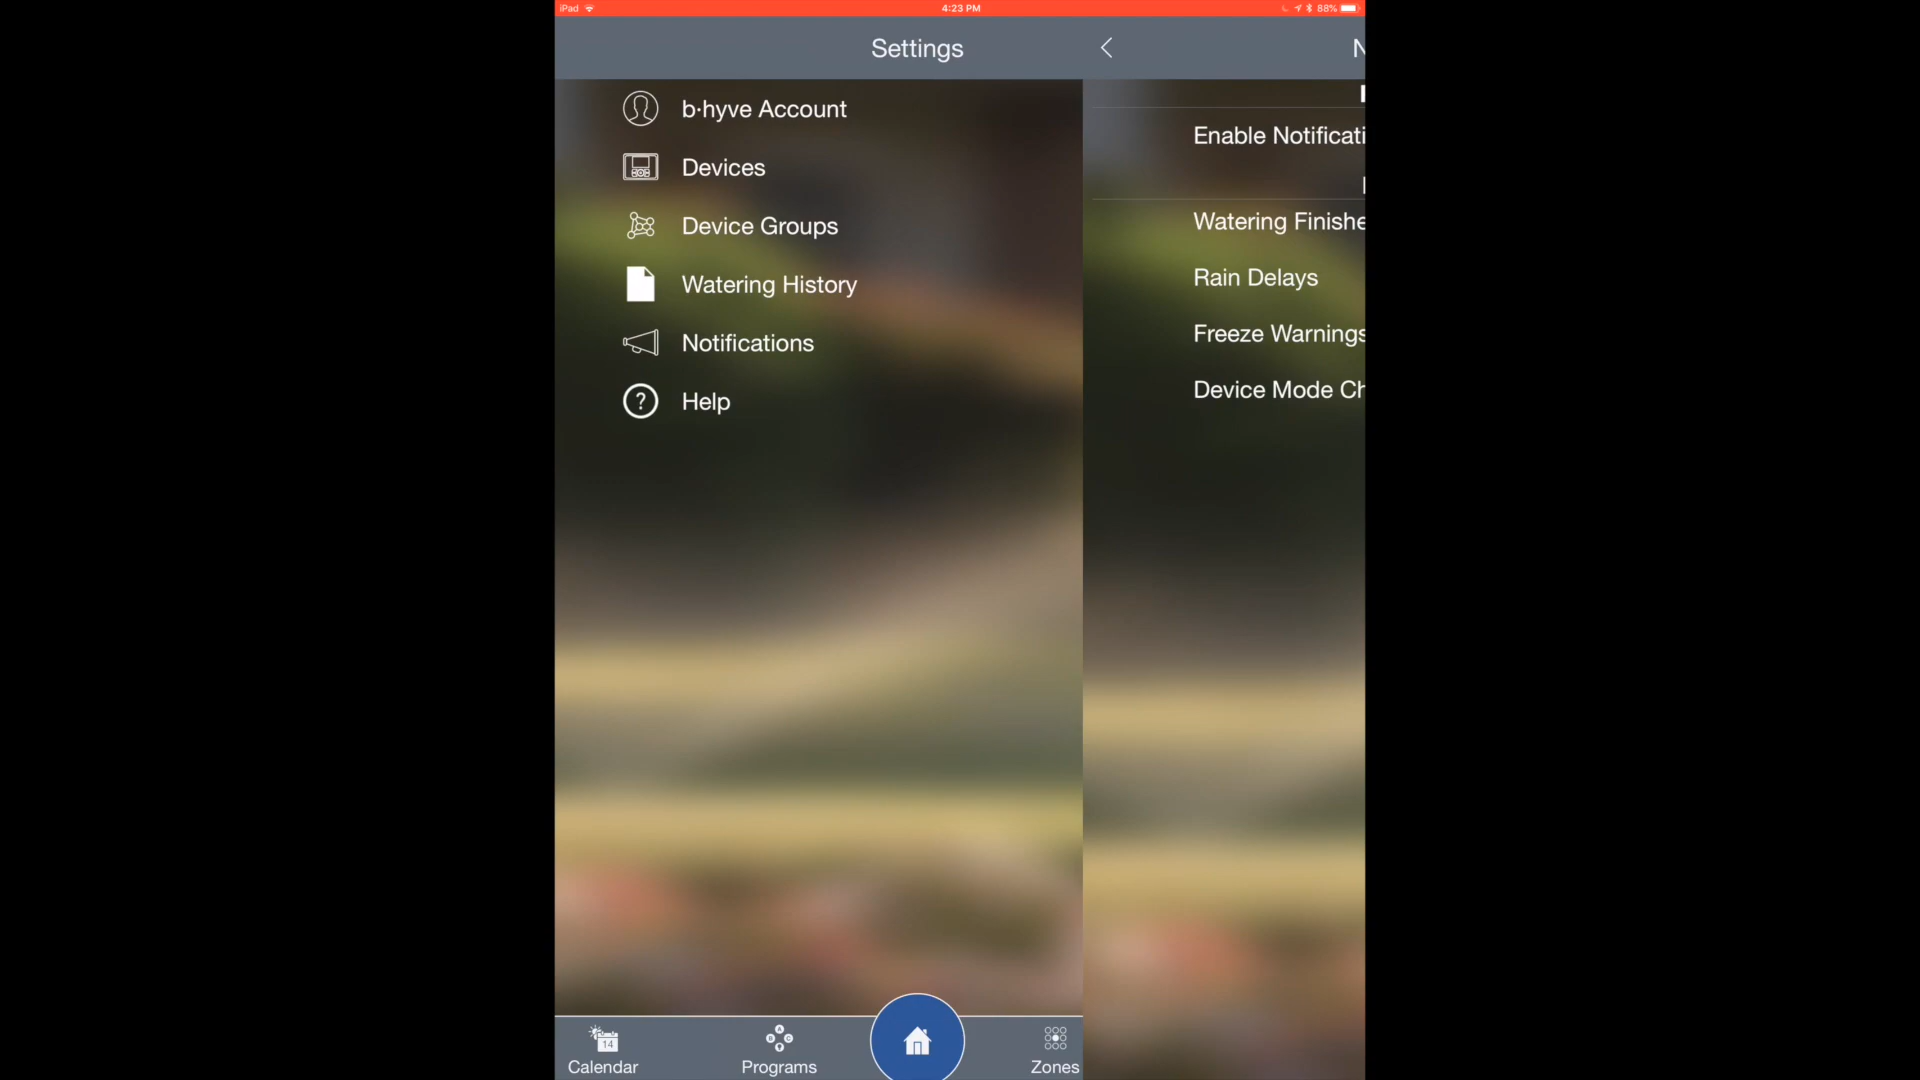 iPad
4:23 PM
88%
Settings
b·hyve Account
Devices
Device Groups
Watering History
Notifications
? Help
Enable Notificati
Watering Finishe
Rain Delays
Freeze Warnings
Device Mode Ch
14
A
B C
Calendar
Programs
Zones